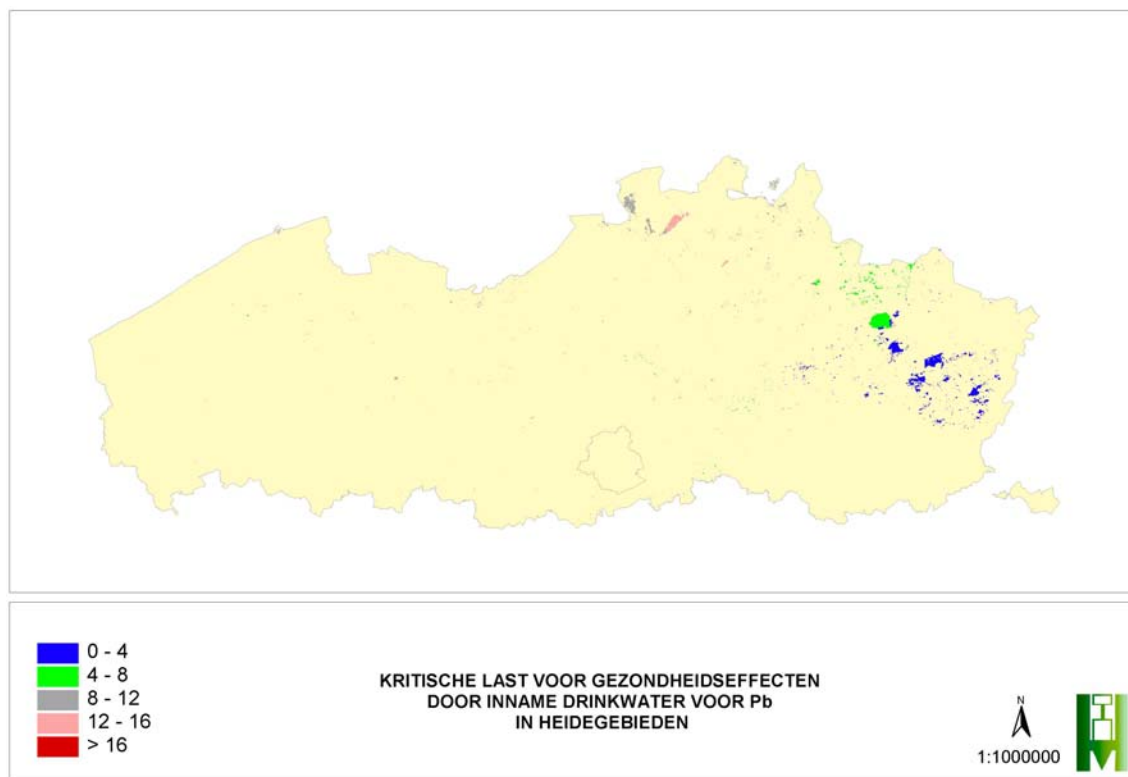 0 - 4
4 - 8
8 - 12
12 - 16
> 16
KRITISCHE LAST VOOR GEZONDHEIDSEFFECTEN
DOOR INNAME DRINKWATER VOOR Pb
IN HEIDEGEBIEDEN
N
1:1000000